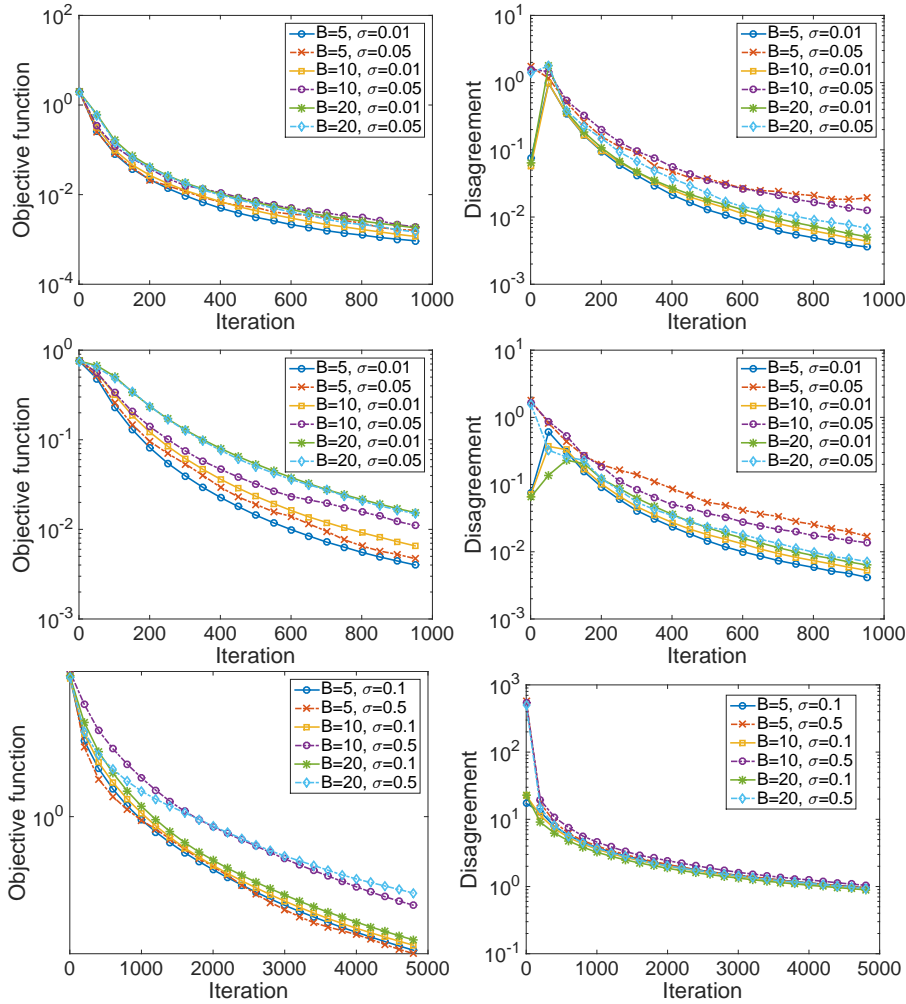 Objective function
10^2
10^0
10^-2
10^-4
0 200 400 600 800 1000
Iteration
B=5, σ=0.01
B=5, σ=0.05
B=10, σ=0.01
B=10, σ=0.05
B=20, σ=0.01
B=20, σ=0.05
Disagreement
10^1
10^0
10^-1
10^-2
10^-3
0 200 400 600 800 1000
Iteration
B=5, σ=0.01
B=5, σ=0.05
B=10, σ=0.01
B=10, σ=0.05
B=20, σ=0.01
B=20, σ=0.05
Objective function
10^0
10^-1
10^-2
10^-3
0 200 400 600 800 1000
Iteration
B=5, σ=0.01
B=5, σ=0.05
B=10, σ=0.01
B=10, σ=0.05
B=20, σ=0.01
B=20, σ=0.05
Disagreement
10^1
10^0
10^-1
10^-2
10^-3
0 200 400 600 800 1000
Iteration
B=5, σ=0.01
B=5, σ=0.05
B=10, σ=0.01
B=10, σ=0.05
B=20, σ=0.01
B=20, σ=0.05
Objective function
10^0
0 1000 2000 3000 4000 5000
Iteration
B=5, σ=0.1
B=5, σ=0.5
B=10, σ=0.1
B=10, σ=0.5
B=20, σ=0.1
B=20, σ=0.5
Disagreement
10^3
10^2
10^1
10^0
10^-1
0 1000 2000 3000 4000 5000
Iteration
B=5, σ=0.1
B=5, σ=0.5
B=10, σ=0.1
B=10, σ=0.5
B=20, σ=0.1
B=20, σ=0.5